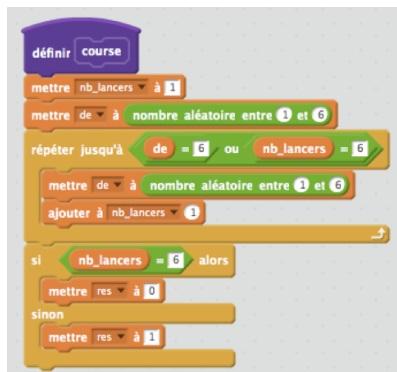 définir course
mettre nb_lancers à 1
mettre de à nombre aléatoire entre 1 et 6
répéter jusqu'à de = 6 ou nb_lancers = 6
mettre de à nombre aléatoire entre 1 et 6
ajouter à nb_lancers 1
si nb_lancers = 6 alors
mettre res à 0
sinon
mettre res à 1